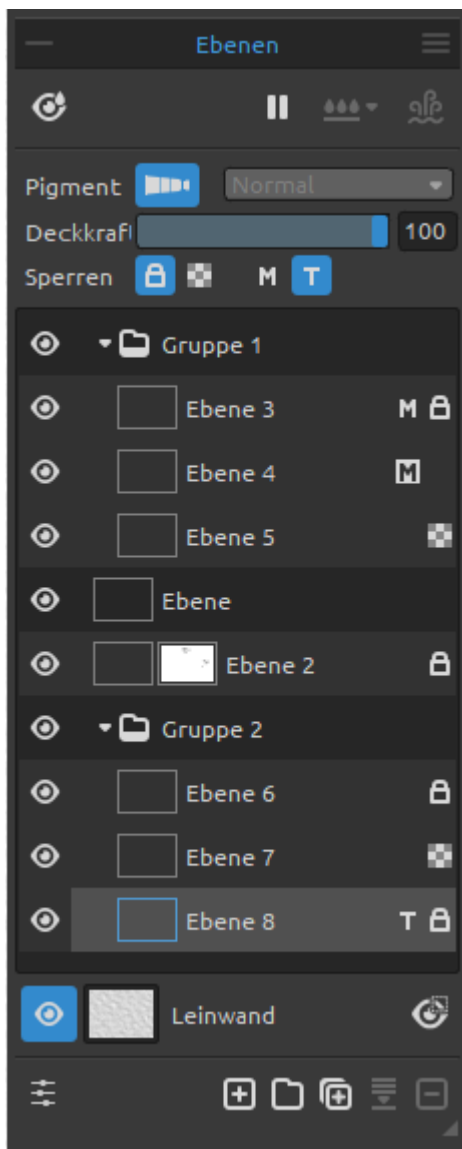 Ebenen
Pigment Normal
Deckkraft 100
Sperren M T
Gruppe 1
Ebene 3 M
Ebene 4 M
Ebene 5
Ebene
Ebene 2
Gruppe 2
Ebene 6
Ebene 7
Ebene 8 T
Leinwand